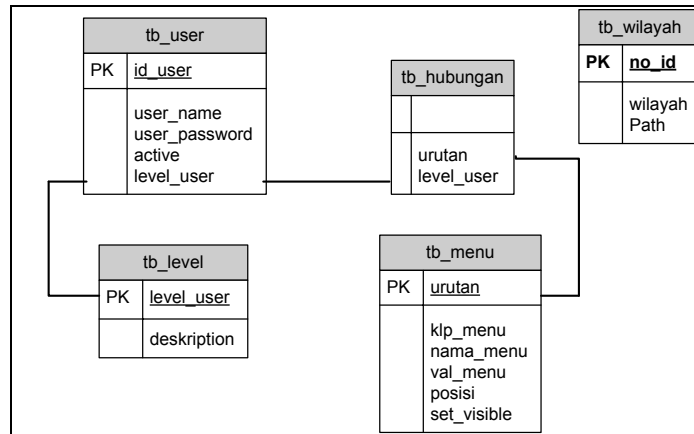 tb_user
PK id_user
user_name
user_password
active
level_user
tb_hubungan
urutan
level_user
tb_wilayah
PK no_id
wilayah
Path
tb_level
PK level_user
deskription
tb_menu
PK urutan
klp_menu
nama_menu
val_menu
posisi
set_visible